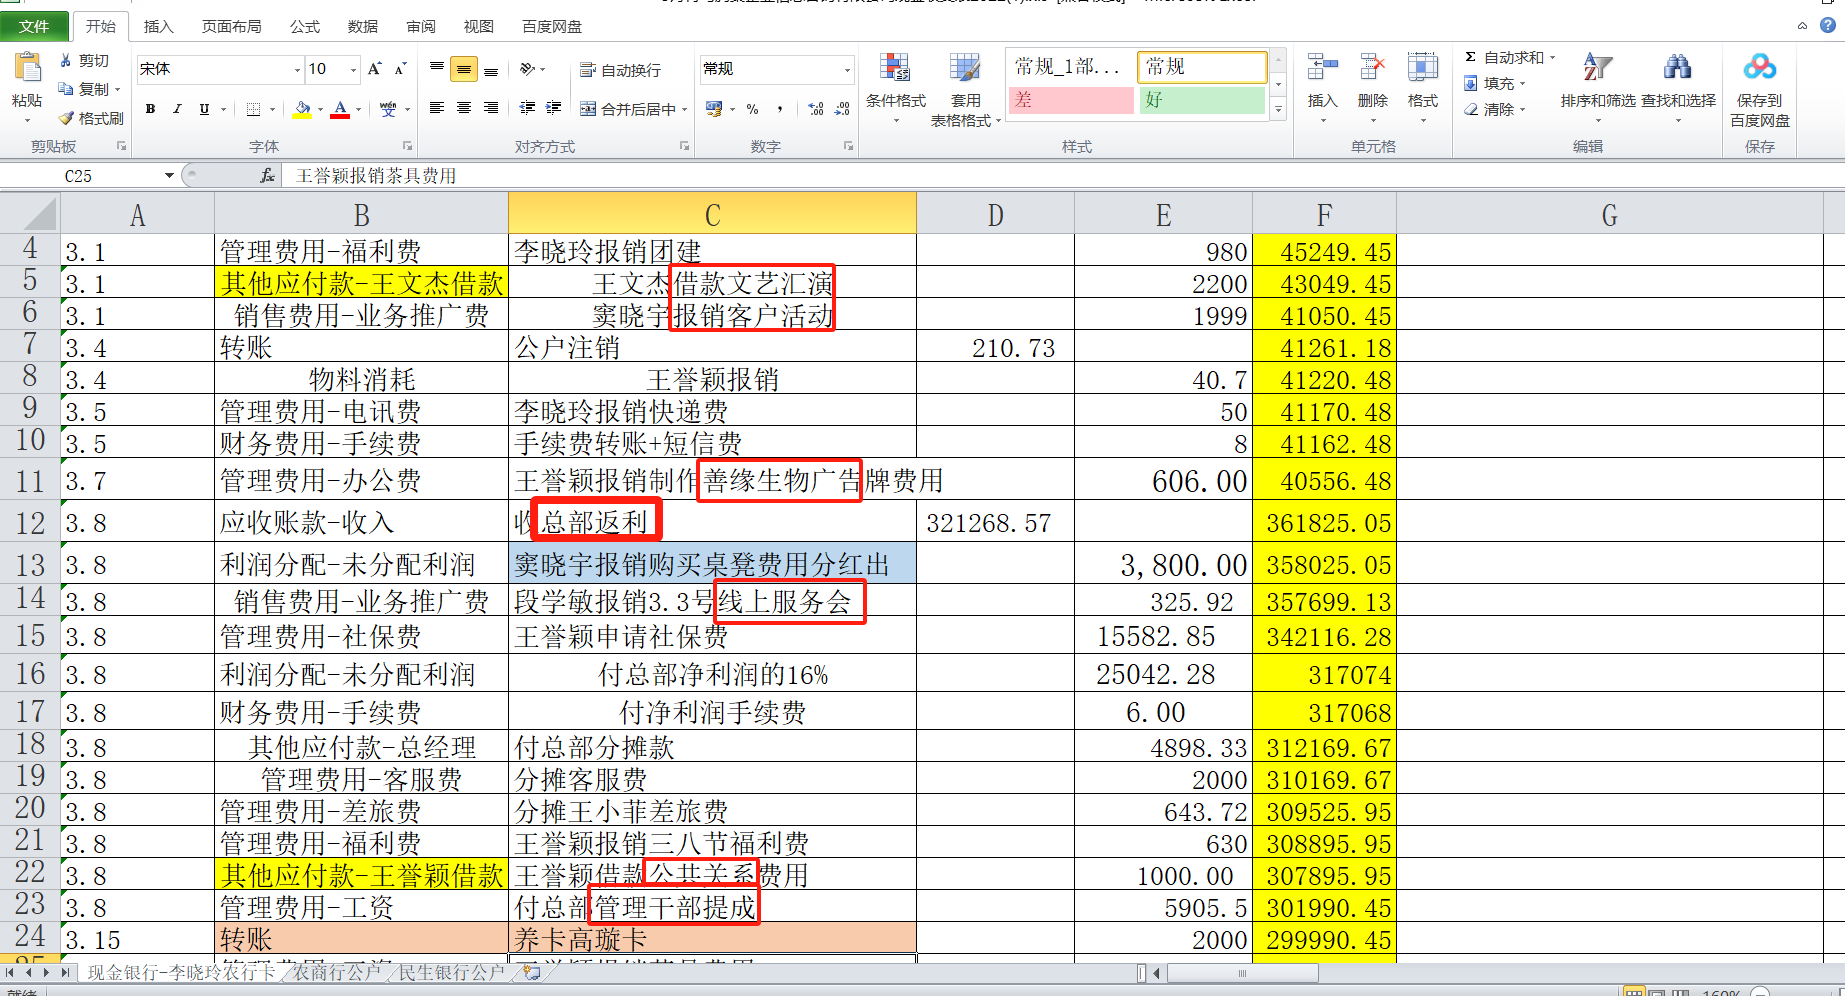 文件 开始 插入 页面布局 公式 数据 审阅 视图 百度网盘
剪切 宋体 10 自动换行 常规 常规_1部... 常规 Σ 自动求和
粘贴 复制 条件格式 套用 差 好 插入 删除 格式 填充 排序和筛选 查找和选择 保存到
格式刷 B I U 合并后居中 % 表格格式 清除 百度网盘
剪贴板 字体 对齐方式 数字 样式 单元格 编辑 保存
C25 fx 王誉颖报销茶具费用
A B C D E F G
4 3.1 管理费用-福利费 李晓玲报销团建 980 45249.45
5 3.1 其他应付款-王文杰借款 王文杰借款文艺汇演 2200 43049.45
6 3.1 销售费用-业务推广费 窦晓宇报销客户活动 1999 41050.45
7 3.4 转账 公户注销 210.73 41261.18
8 3.4 物料消耗 王誉颖报销 40.7 41220.48
9 3.5 管理费用-电讯费 李晓玲报销快递费 50 41170.48
10 3.5 财务费用-手续费 手续费转账+短信费 8 41162.48
11 3.7 管理费用-办公费 王誉颖报销制作善缘生物广告牌费用 606.00 40556.48
12 3.8 应收账款-收入 收总部返利 321268.57 361825.05
13 3.8 利润分配-未分配利润 窦晓宇报销购买桌凳费用分红出 3,800.00 358025.05
14 3.8 销售费用-业务推广费 段学敏报销3.3号线上服务会 325.92 357699.13
15 3.8 管理费用-社保费 王誉颖申请社保费 15582.85 342116.28
16 3.8 利润分配-未分配利润 付总部净利润的16% 25042.28 317074
17 3.8 财务费用-手续费 付净利润手续费 6.00 317068
18 3.8 其他应付款-总经理 付总部分摊款 4898.33 312169.67
19 3.8 管理费用-客服费 分摊客服费 2000 310169.67
20 3.8 管理费用-差旅费 分摊王小菲差旅费 643.72 309525.95
21 3.8 管理费用-福利费 王誉颖报销三八节福利费 630 308895.95
22 3.8 其他应付款-王誉颖借款 王誉颖借款公共关系费用 1000.00 307895.95
23 3.8 管理费用-工资 付总部管理干部提成 5905.5 301990.45
24 3.15 转账 养卡高璇卡 2000 299990.45
现金银行-李晓玲农行卡 农商行公户 民生银行公户